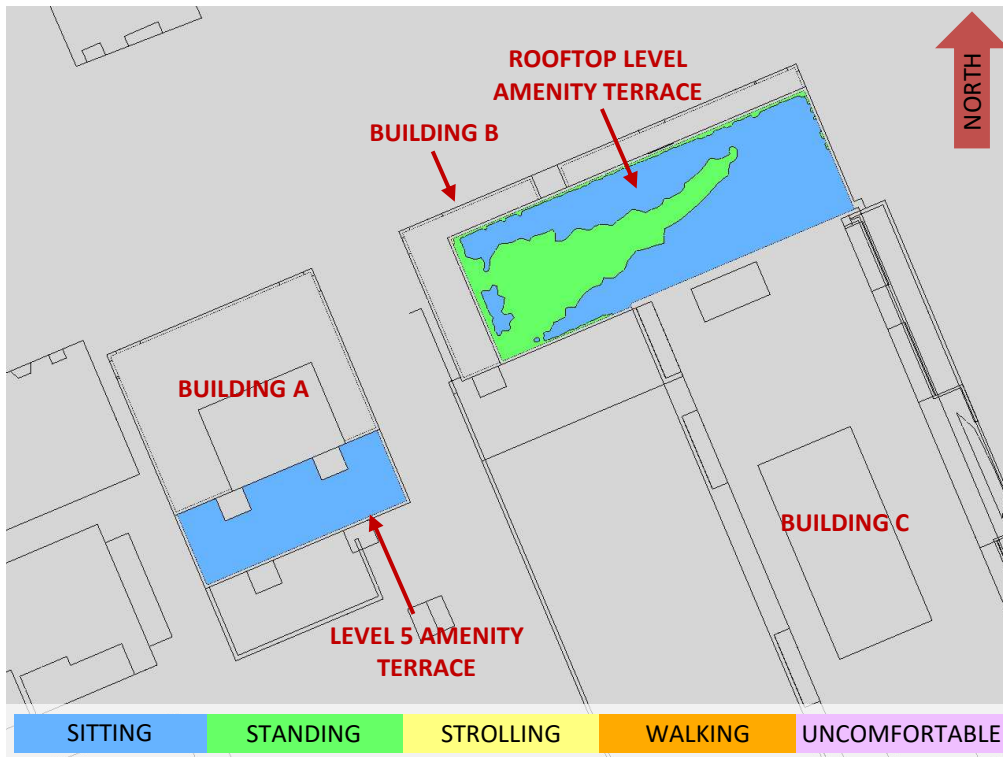 ROOFTOP LEVEL
AMENITY TERRACE
NORTH
BUILDING B
BUILDING A
BUILDING C
LEVEL 5 AMENITY
TERRACE
SITTING
STANDING
STROLLING
WALKING
UNCOMFORTABLE